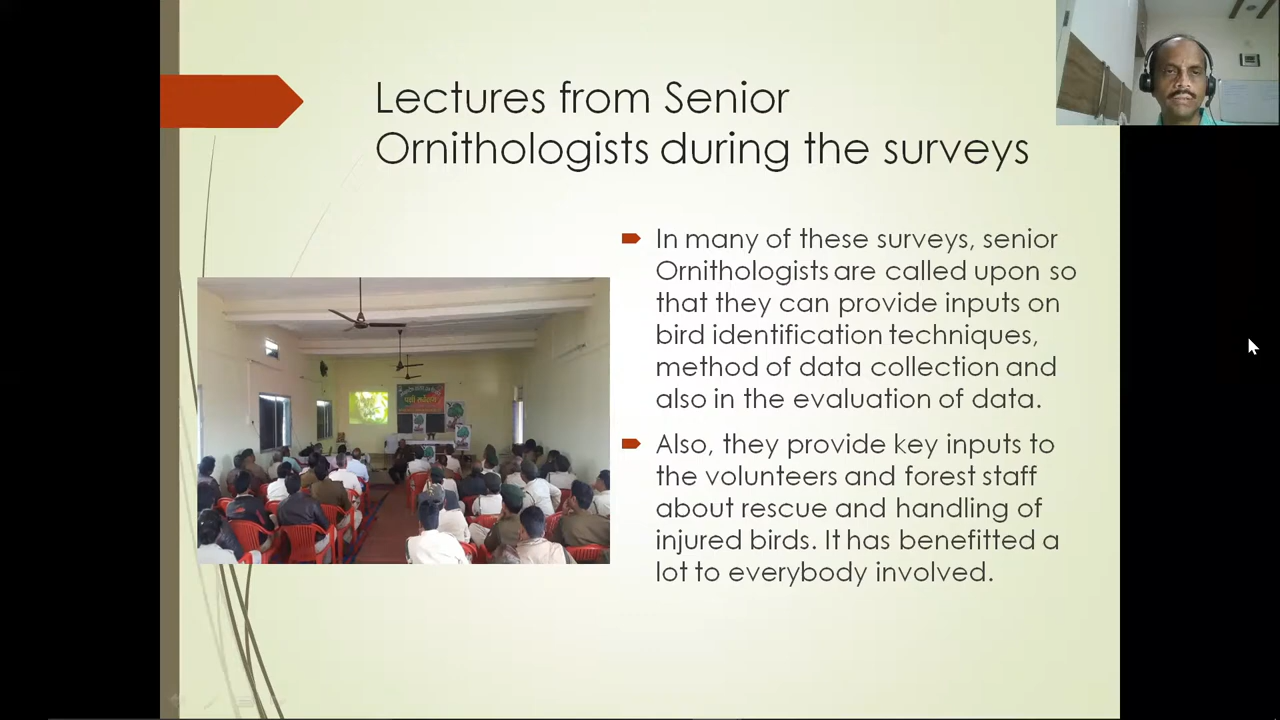 Lectures from Senior
Ornithologists during the surveys
In many of these surveys, senior
Ornithologists are called upon so
that they can provide inputs on
bird identification techniques,
method of data collection and
also in the evaluation of data.
Also, they provide key inputs to
the volunteers and forest staff
about rescue and handling of
injured birds. It has benefitted a
lot to everybody involved.